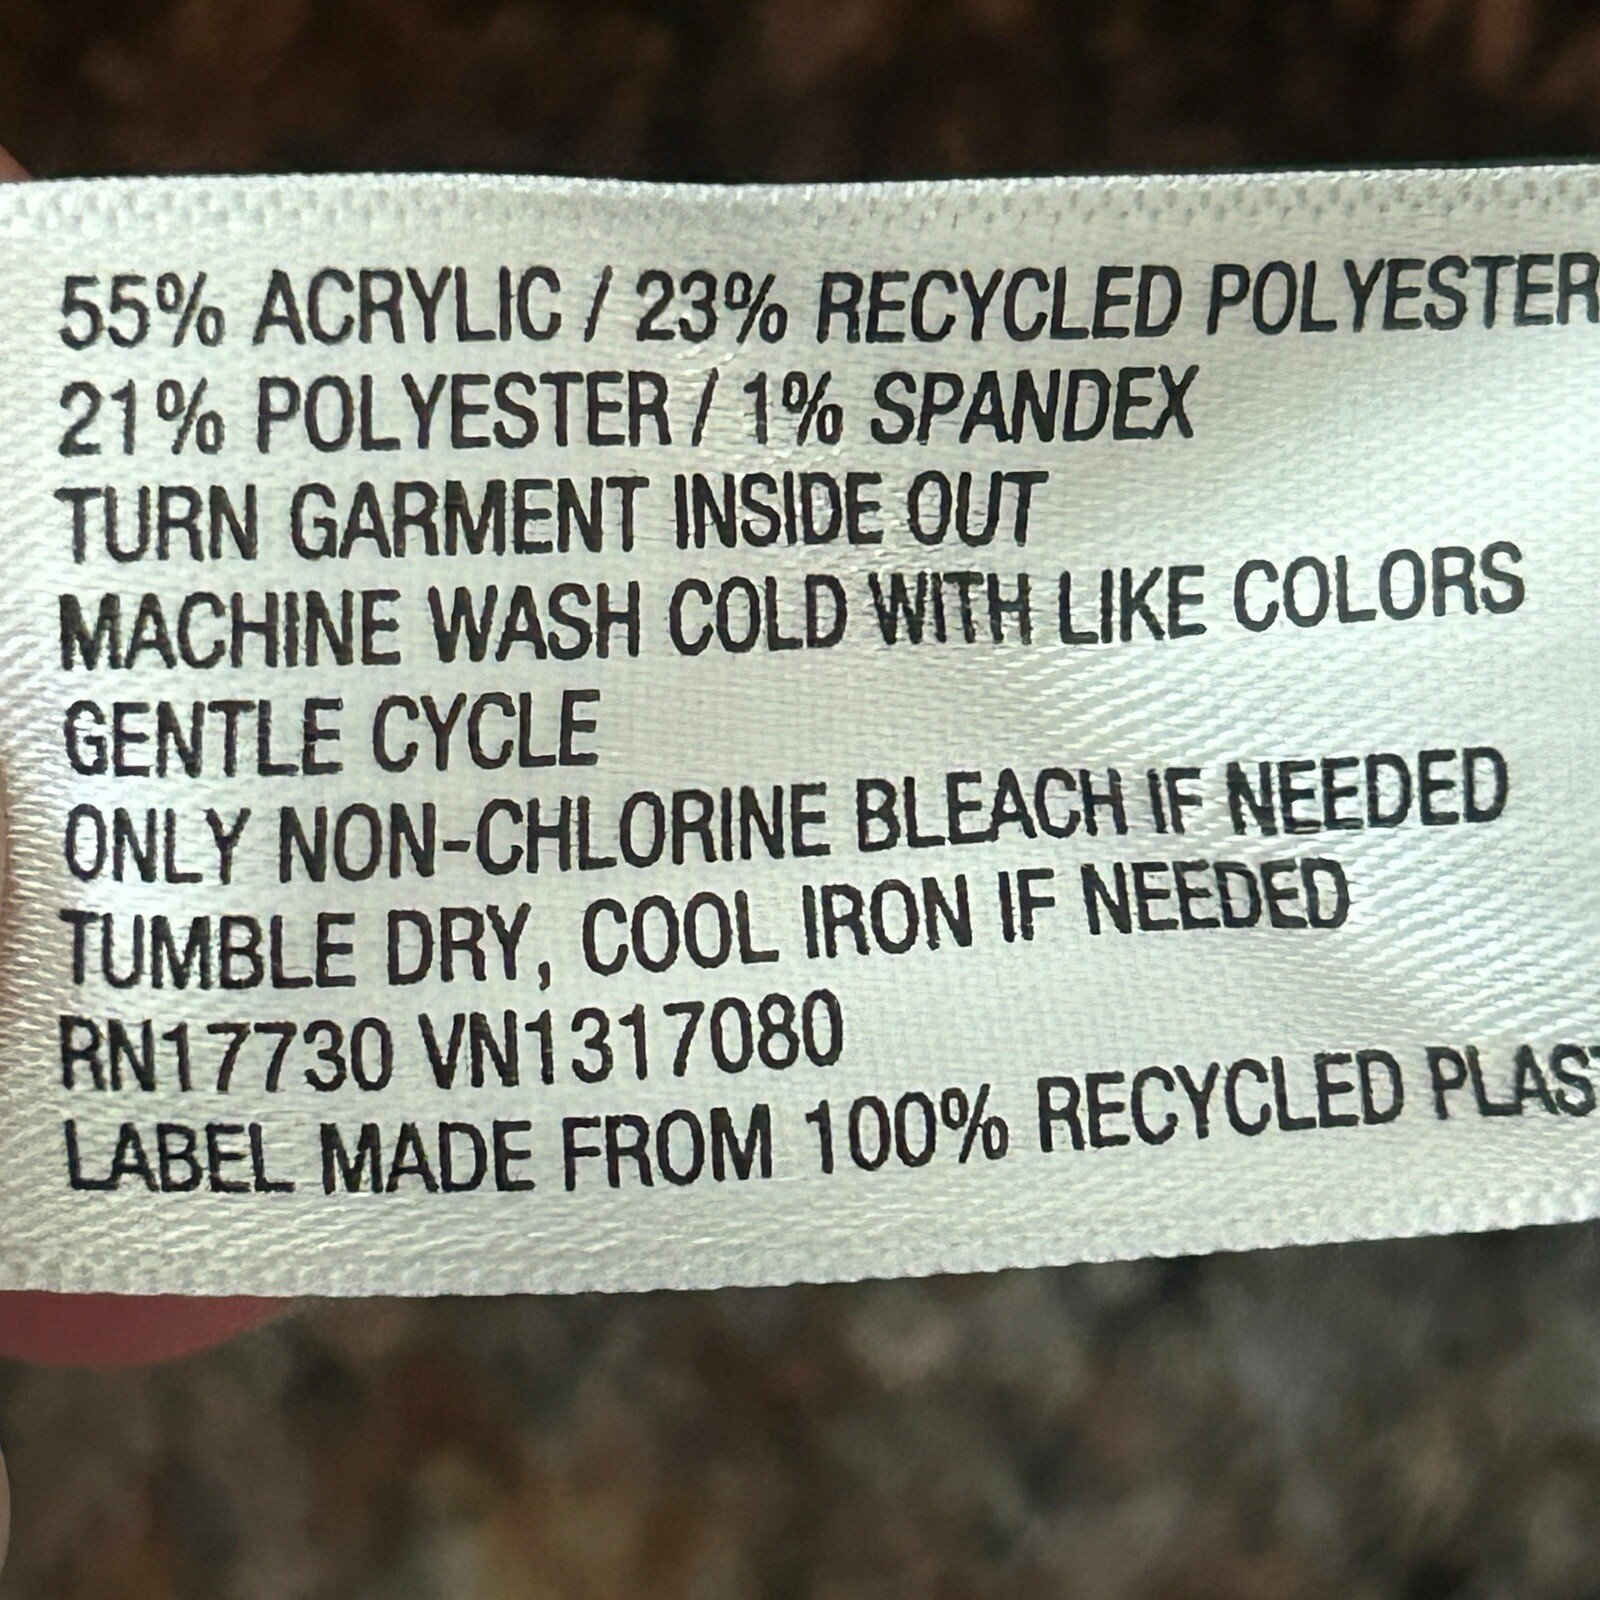 55% ACRYLIC / 23% RECYCLED POLYESTER
21% POLYESTER / 1% SPANDEX
TURN GARMENT INSIDE OUT
MACHINE WASH COLD WITH LIKE COLORS
GENTLE CYCLE
ONLY NON-CHLORINE BLEACH IF NEEDED
TUMBLE DRY, COOL IRON IF NEEDED
RN17730 VN1317080
LABEL MADE FROM 100% RECYCLED PLAST